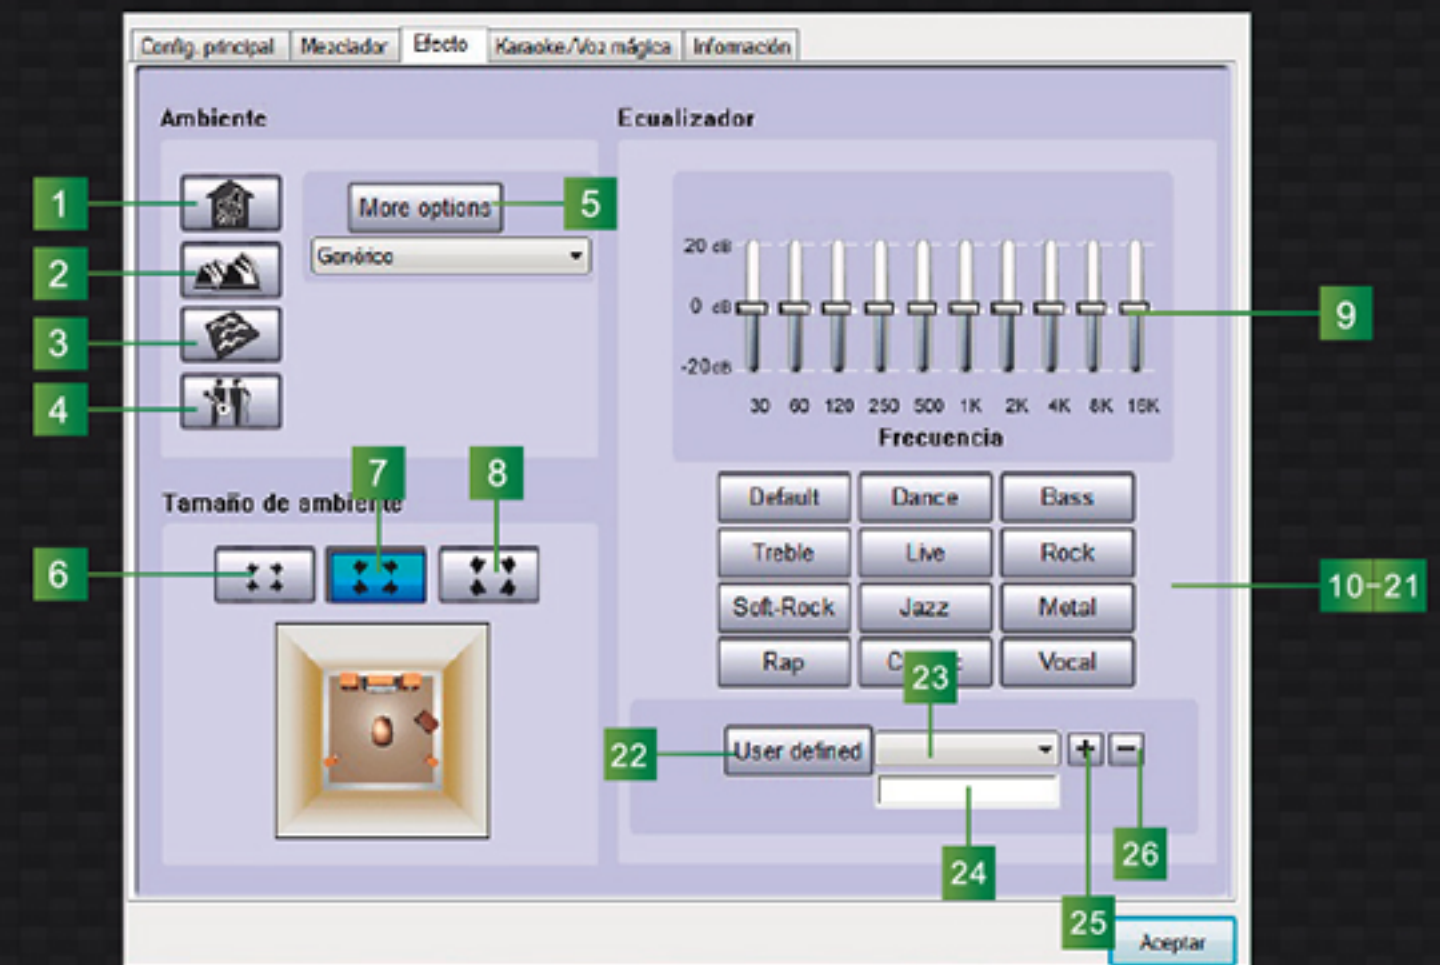 Config. principal Mezclador Efecto Karaoke/Voz mágica Información
Ambiente
Ecualizador
1
2
3
4
More options
5
Genérico
20 dB
0 dB
-20dB
9
30 60 120 250 500 1K 2K 4K 8K 16K
Frecuencia
7
8
Tamaño de ambiente
6
Default Dance Bass
Treble Live Rock
Soft-Rock Jazz Metal
Rap Vocal
10-21
23
22
User defined
+ −
24
26
25
Aceptar